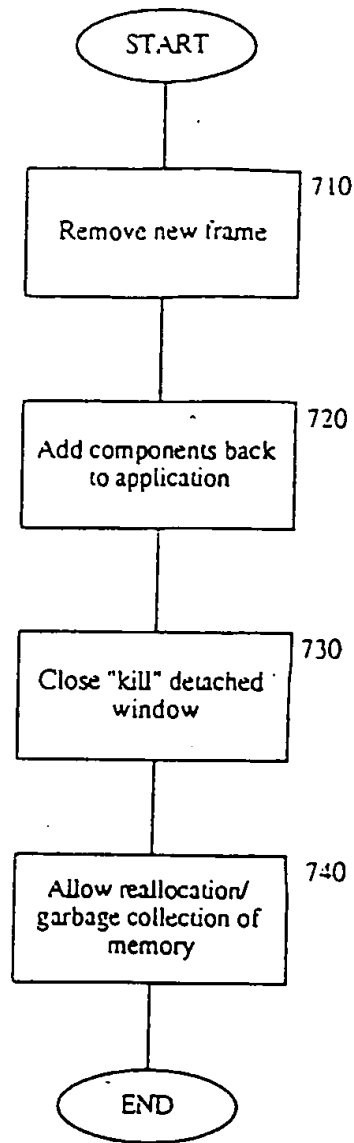 START
710
Remove new frame
720
Add components back
to application
730
Close "kill" detached
window
740
Allow reallocation/
garbage collection of
memory
END